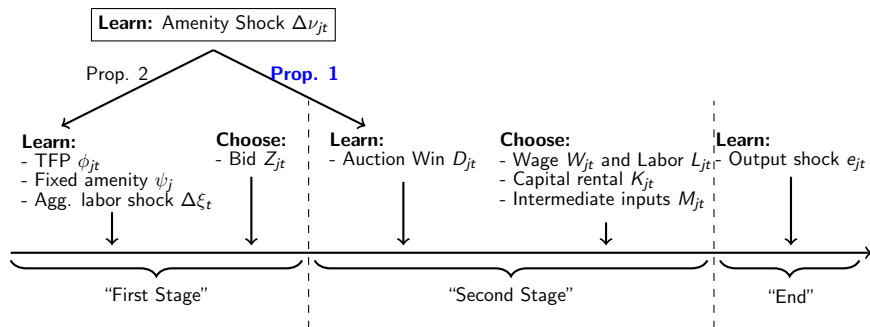 Learn: Amenity Shock Δν_jt
Prop. 2
Prop. 1
Learn:
- TFP ϕ_jt
- Fixed amenity ψ_j
- Agg. labor shock Δξ_t
Choose:
- Bid Z_jt
Learn:
- Auction Win D_jt
Choose:
- Wage W_jt and Labor L_jt
- Capital rental K_jt
- Intermediate inputs M_jt
Learn:
- Output shock e_jt
“First Stage”
“Second Stage”
“End”